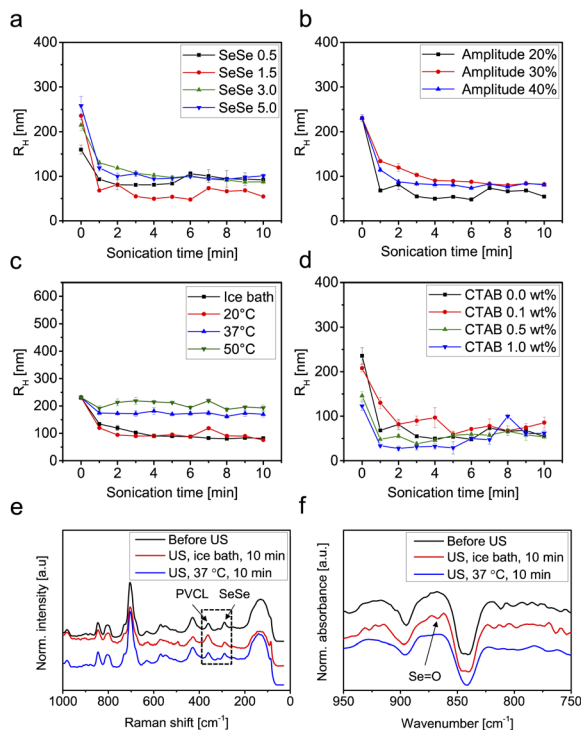 a
400
300
200
100
0
R_H [nm]
SeSe 0.5
SeSe 1.5
SeSe 3.0
SeSe 5.0
0 2 4 6 8 10
Sonication time [min]
b
400
300
200
100
0
R_H [nm]
Amplitude 20%
Amplitude 30%
Amplitude 40%
0 2 4 6 8 10
Sonication time [min]
c
600
500
400
300
200
100
0
R_H [nm]
Ice bath
20°C
37°C
50°C
0 2 4 6 8 10
Sonication time [min]
d
400
300
200
100
0
R_H [nm]
CTAB 0.0 wt%
CTAB 0.1 wt%
CTAB 0.5 wt%
CTAB 1.0 wt%
0 2 4 6 8 10
Sonication time [min]
e
Norm. intensity [a.u]
Before US
US, ice bath, 10 min
US, 37 °C, 10 min
PVCL SeSe
1000 800 600 400 200 0
Raman shift [cm⁻¹]
f
Norm. absorbance [a.u.]
Before US
US, ice bath, 10 min
US, 37 °C, 10 min
Se=O
950 900 850 800 750
Wavenumber [cm⁻¹]